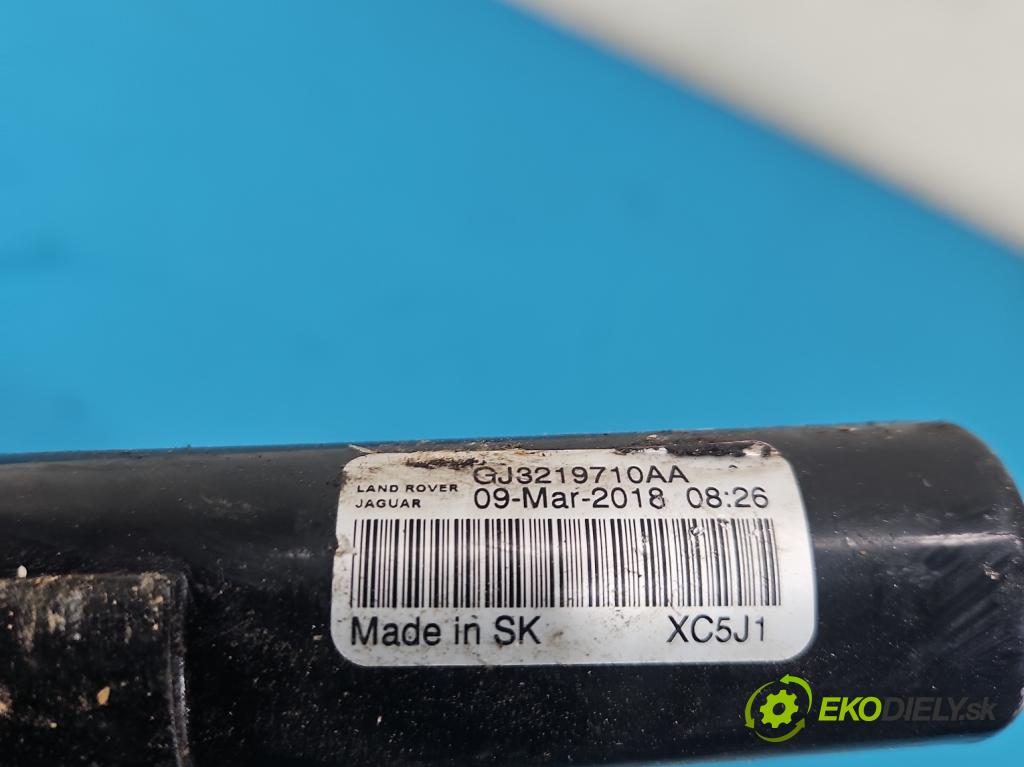 GJ3219710AA
LAND ROVER
JAGUAR
09-Mar-2018 08:26
Made in SK XC5J1
EKODIELY.sk